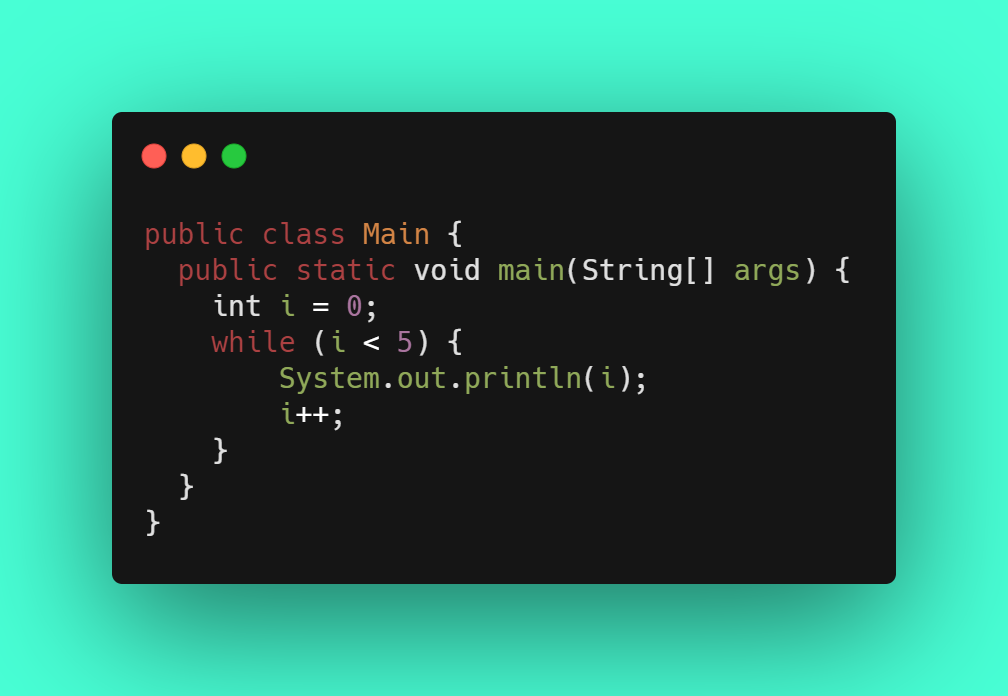 public class Main {
  public static void main(String[] args) {
    int i = 0;
    while (i < 5) {
        System.out.println(i);
        i++;
    }
  }
}